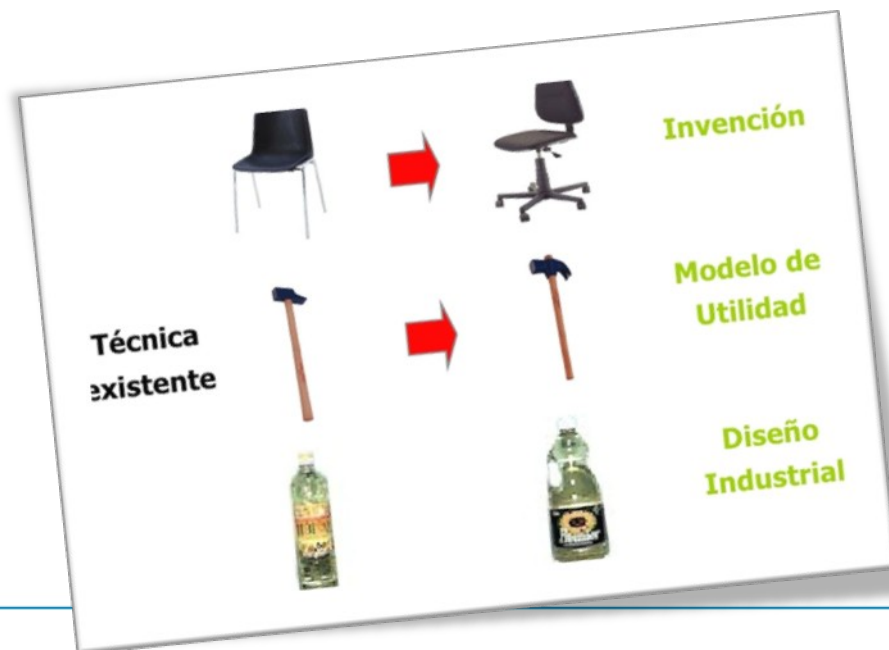 Invención
Modelo de
Utilidad
Técnica
existente
Diseño
Industrial